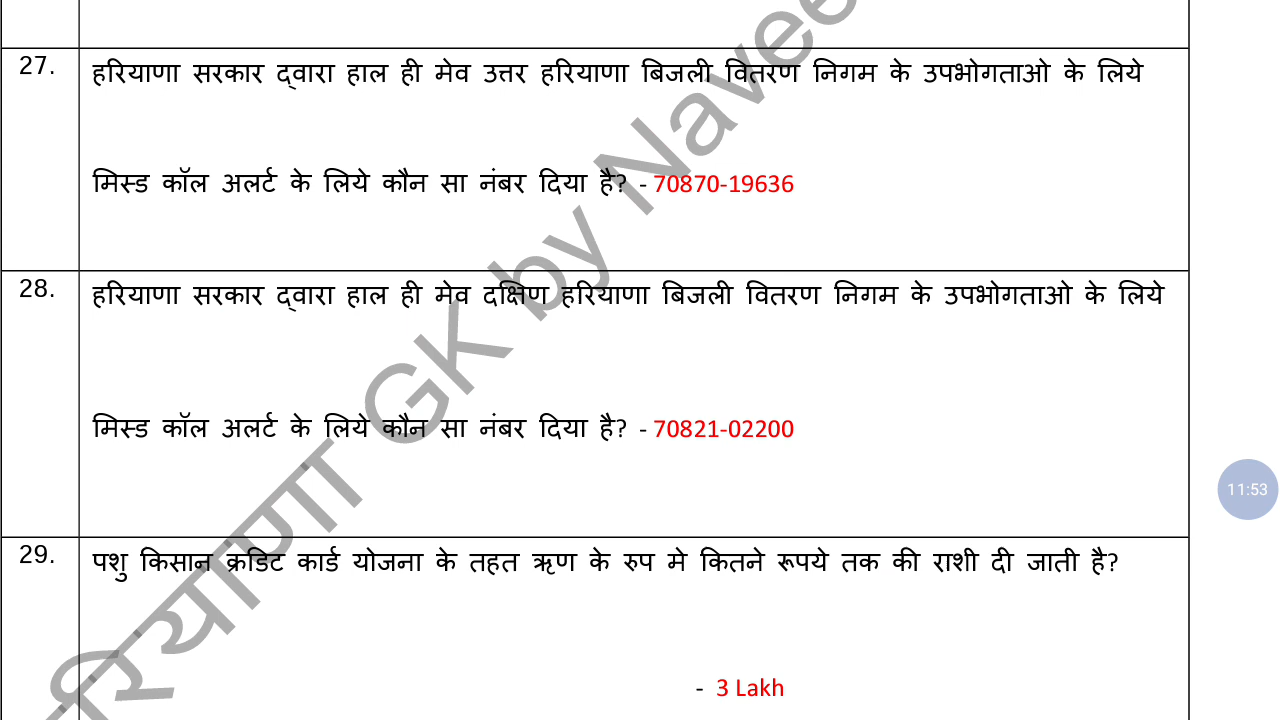 27.
हरियाणा सरकार द्वारा हाल ही मेव उत्तर हरियाणा बिजली वितरण निगम के उपभोगताओ के लिये
मिस्ड कॉल अलर्ट के लिये कौन सा नंबर दिया है? - 70870-19636
28.
हरियाणा सरकार द्वारा हाल ही मेव दक्षिण हरियाणा बिजली वितरण निगम के उपभोगताओ के लिये
मिस्ड कॉल अलर्ट के लिये कौन सा नंबर दिया है? - 70821-02200
29.
पशु किसान क्रेडिट कार्ड योजना के तहत ऋण के रुप मे कितने रूपये तक की राशी दी जाती है?
- 3 Lakh
GK by
11:53